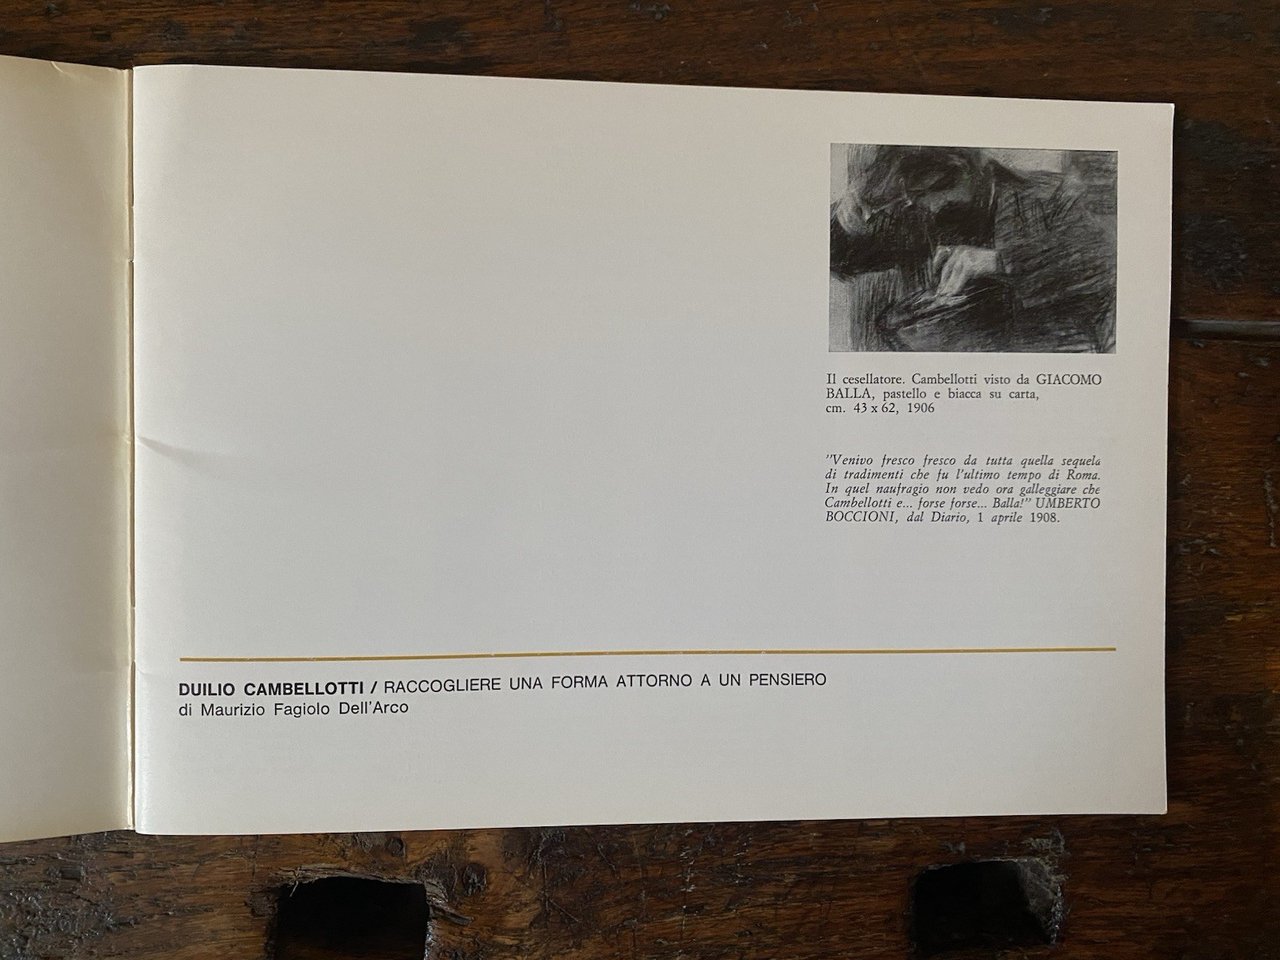 Il cesellatore. Cambellotti visto da GIACOMO
BALLA, pastello e biacca su carta,
cm. 43 x 62, 1906
"Venivo fresco fresco da tutta quella sequela
di tradimenti che fu l'ultimo tempo di Roma.
In quel naufragio non vedo ora galleggiare che
Cambellotti e... forse forse... Balla!" UMBERTO
BOCCIONI, dal Diario, 1 aprile 1908.
DUILIO CAMBELLOTTI / RACCOGLIERE UNA FORMA ATTORNO A UN PENSIERO
di Maurizio Fagiolo Dell'Arco